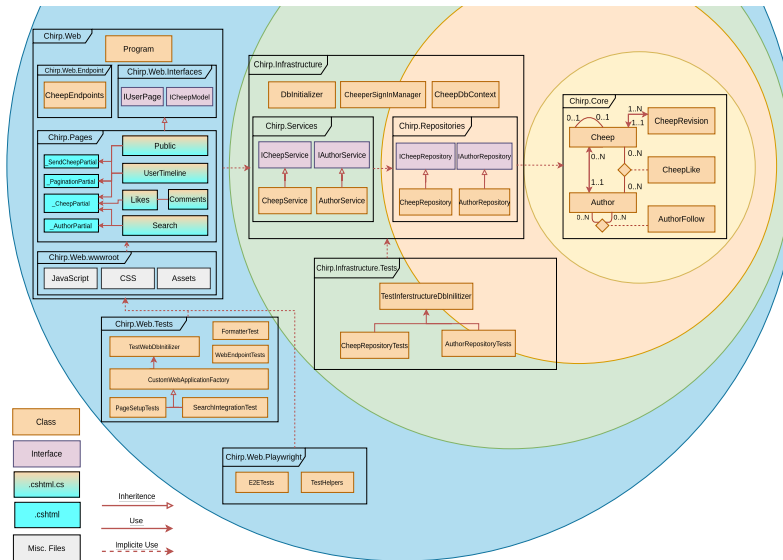 Chirp.Web
Program
Chirp.Web.Endpoint
CheepEndpoints
Chirp.Web.Interfaces
IUserPage
ICheepModel
Chirp.Pages
Public
_SendCheepPartial
UserTimeline
_PaginationPartial
Likes
Comments
_CheepPartial
Search
_AuthorPartial
Chirp.Web.wwwroot
JavaScript
CSS
Assets
Chirp.Infrastructure
DbInitializer
CheeperSignInManager
CheepDbContext
Chirp.Services
ICheepService
IAuthorService
CheepService
AuthorService
Chirp.Repositories
ICheepRepository
IAuthorRepository
CheepRepository
AuthorRepository
Chirp.Core
0..1
0..1
1..N
1..1
CheepRevision
Cheep
0..N
0..N
CheepLike
1..1
0..N
Author
0..N
0..N
AuthorFollow
Chirp.Infrastructure.Tests
TestInferstructureDbInilitizer
CheepRepositoryTests
AuthorRepositoryTests
Chirp.Web.Tests
FormatterTest
TestWebDbInilitizer
WebEndpointTests
CustomWebApplicationFactory
PageSetupTests
SearchIntegrationTest
Chirp.Web.Playwright
E2ETests
TestHelpers
Class
Interface
.cshtml.cs
.cshtml
Misc. Files
Inheritence
Use
Implicite Use